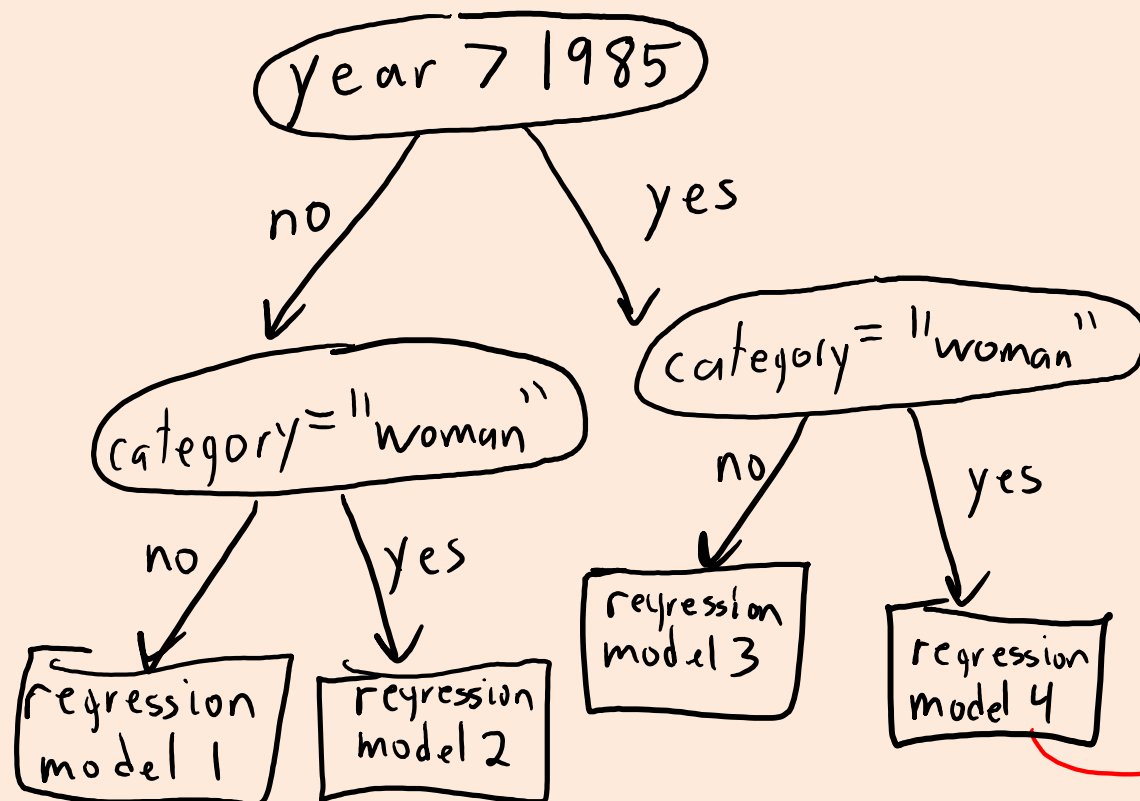 year > 1985
no
yes
category = "woman"
category = "woman"
no
yes
no
yes
regression
model 1
regression
model 2
regression
model 3
regression
model 4